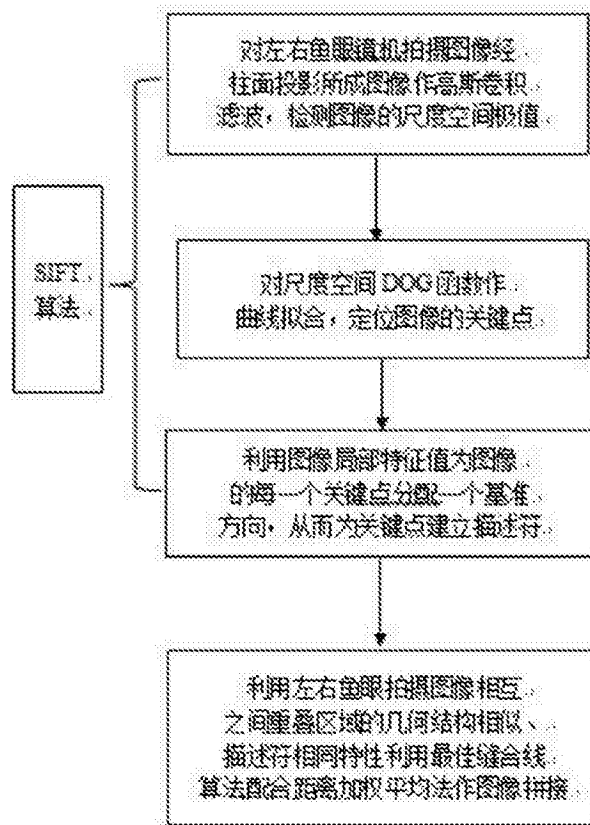 对左右鱼眼镜机拍摄图像经
柱面投影所成图像作高斯卷积
滤波，检测图像的尺度空间极值
SIFT
算法
对尺度空间DOG函数作
曲线拟合，定位图像的关键点
利用图像局部特征值为图像
的每一个关键点分配一个基准
方向，从而为关键点建立描述符
利用左右鱼眼拍摄图像相互
之间重叠区域的几何结构相似、
描述符相同特性利用最佳缝合线
算法配合距离加权平均法作图像拼接